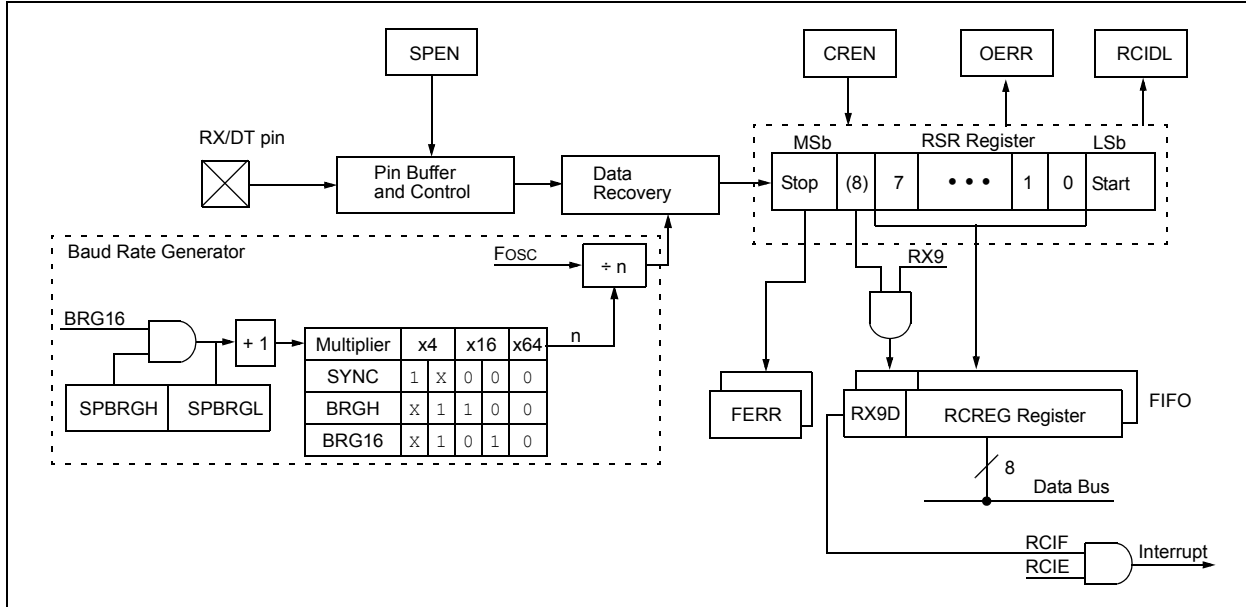 SPEN
CREN
OERR
RCIDL
RX/DT pin
Pin Buffer
and Control
Data
Recovery
MSb RSR Register LSb
Stop (8) 7 • • • 1 0 Start
Baud Rate Generator
FOSC
÷ n
RX9
BRG16
+ 1
n
SPBRGH SPBRGL
Multiplier x4 x16 x64
SYNC 1 X 0 0 0
BRGH X 1 1 0 0
BRG16 X 1 0 1 0
FERR
RX9D RCREG Register
FIFO
8
Data Bus
RCIF
RCIE
Interrupt